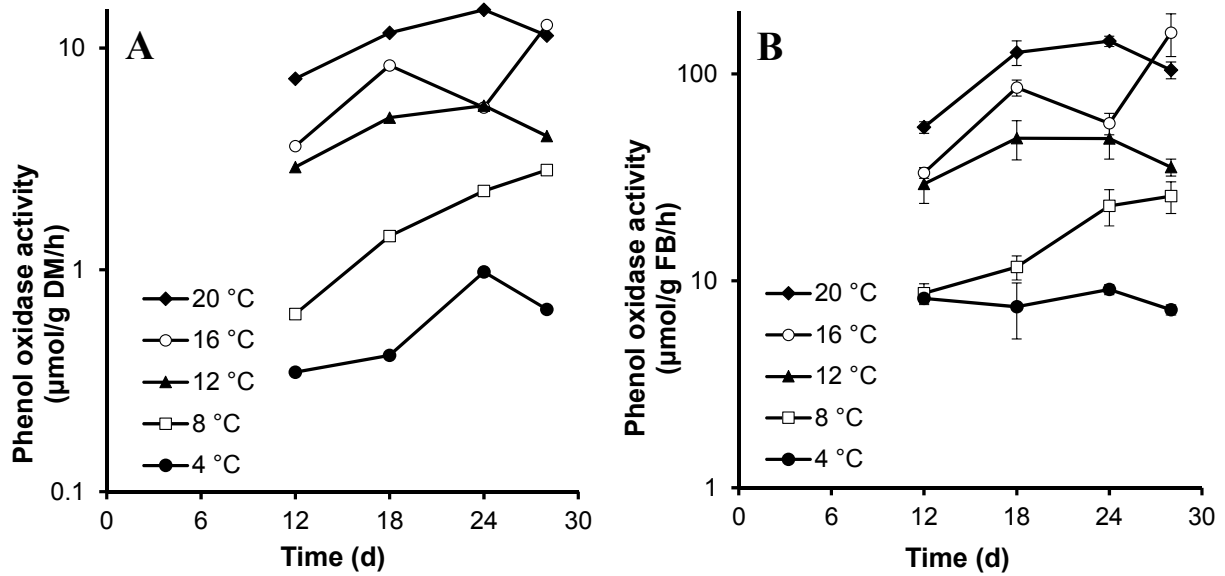 A
Phenol oxidase activity
(µmol/g DM/h)
10
1
0.1
20 °C
16 °C
12 °C
8 °C
4 °C
0 6 12 18 24 30
Time (d)
B
Phenol oxidase activity
(µmol/g FB/h)
100
10
1
20 °C
16 °C
12 °C
8 °C
4 °C
0 6 12 18 24 30
Time (d)